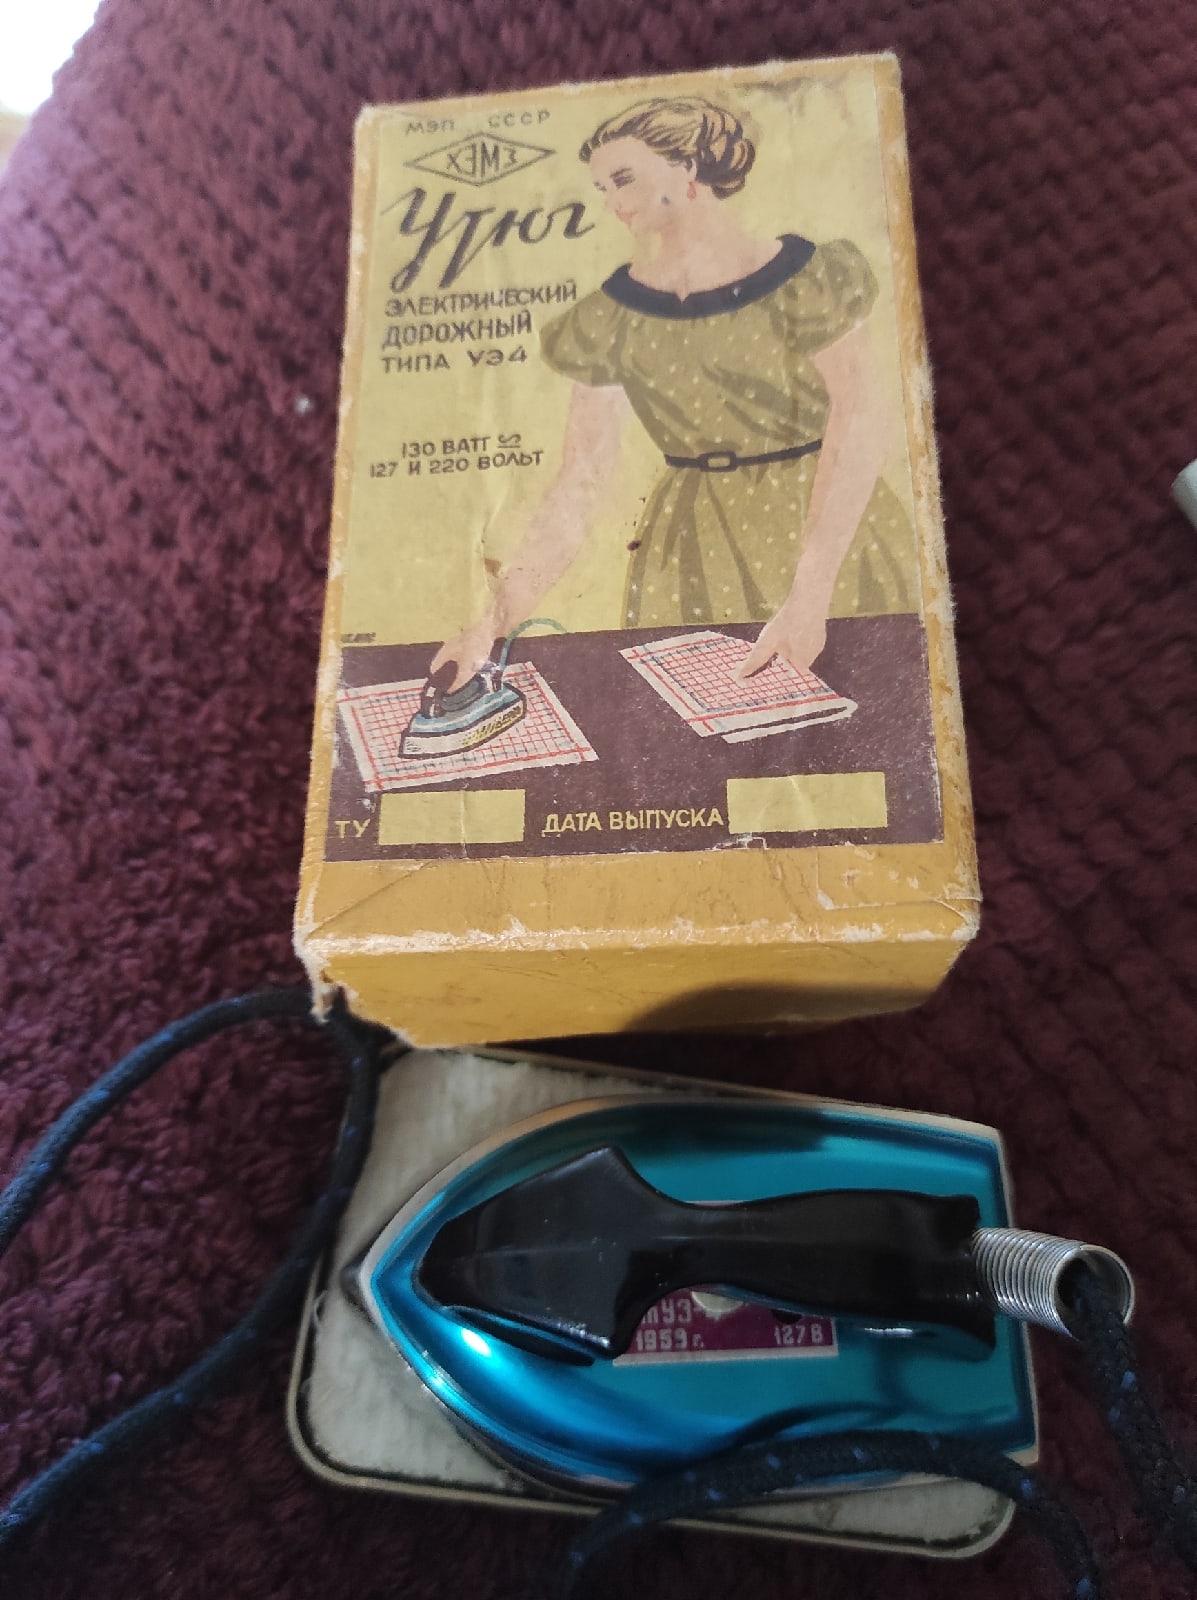 МЭП СССР
ХЭМЗ
Утюг
ЭЛЕКТРИЧЕСКИЙ
ДОРОЖНЫЙ
ТИПА УЭ4
130 ВАТТ
127 И 220 ВОЛЬТ
ТУ
ДАТА ВЫПУСКА
1959 г. 127 В